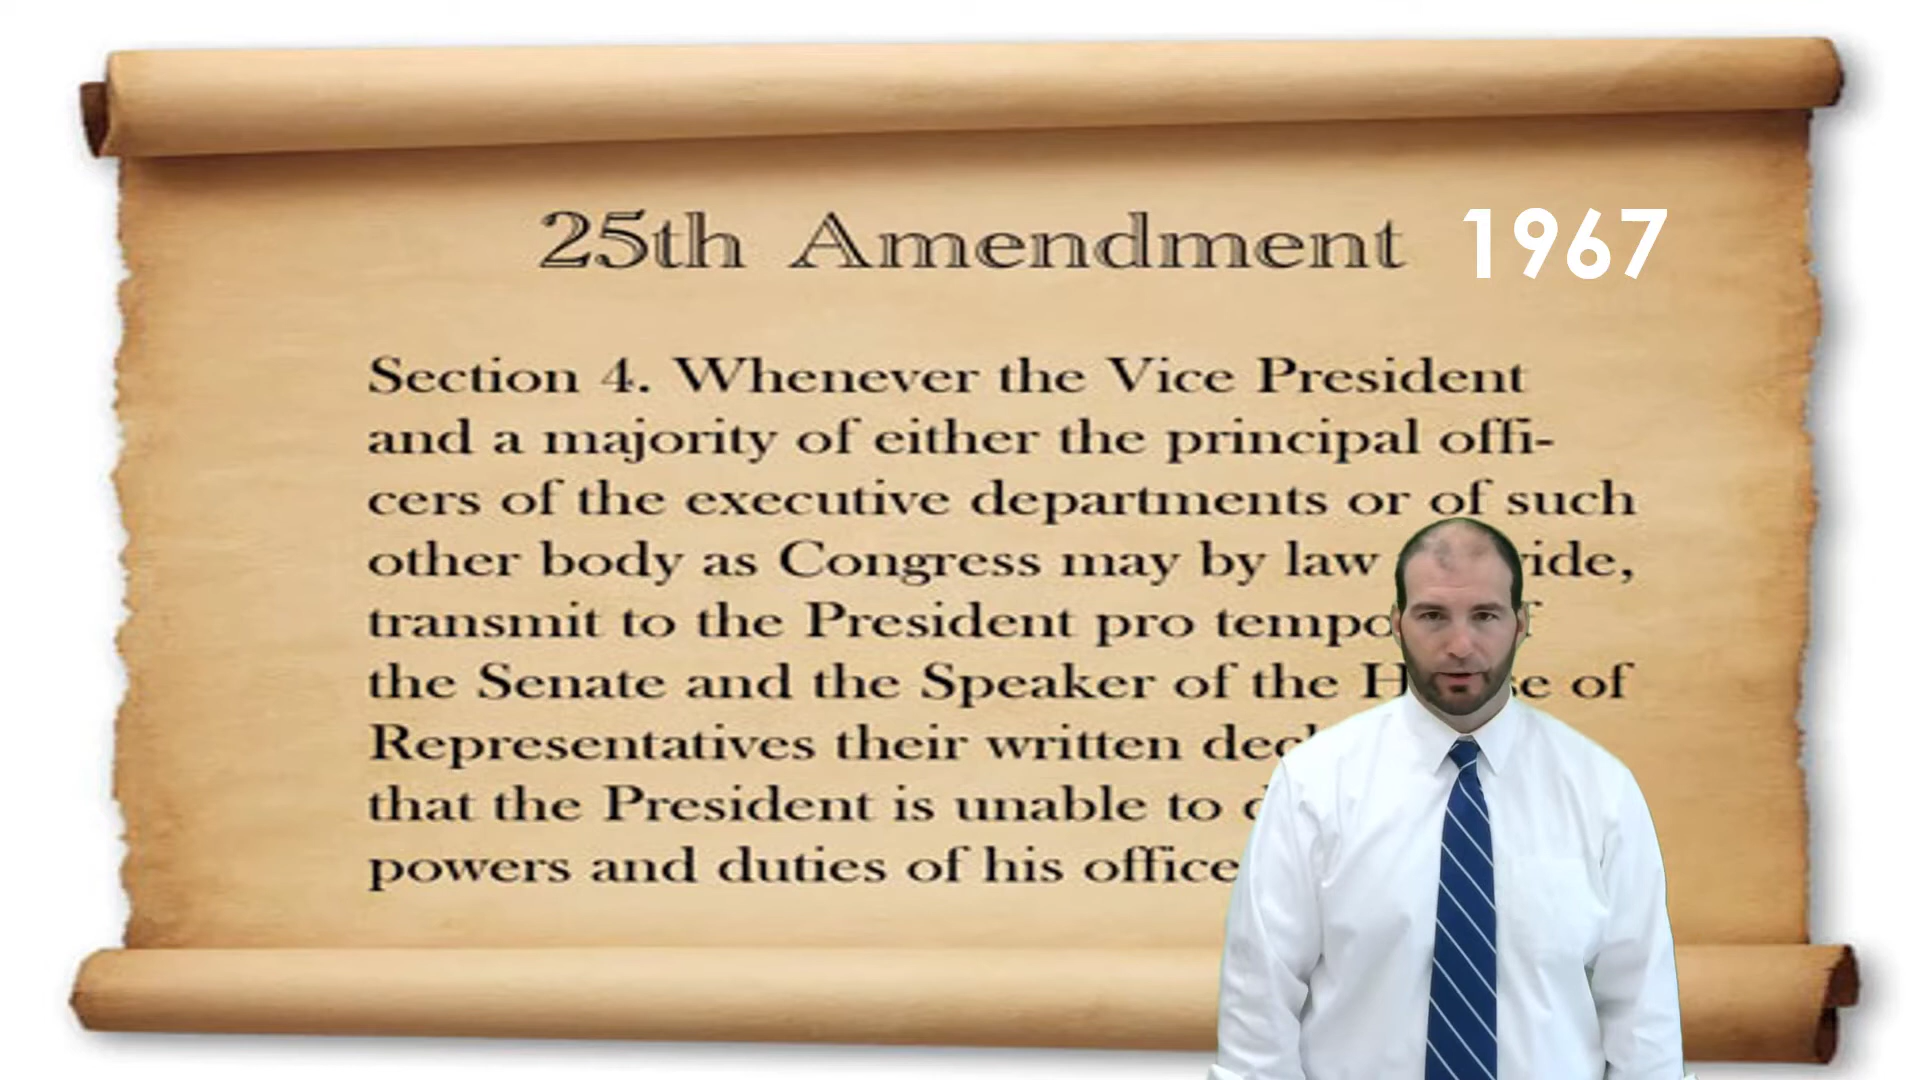 25th Amendment 1967
Section 4. Whenever the Vice President
and a majority of either the principal offi-
cers of the executive departments or of such
other body as Congress may by law
transmit to the President pro
the Senate and the Speaker of the of
Representatives their written
that the President is unable to
powers and duties of his office